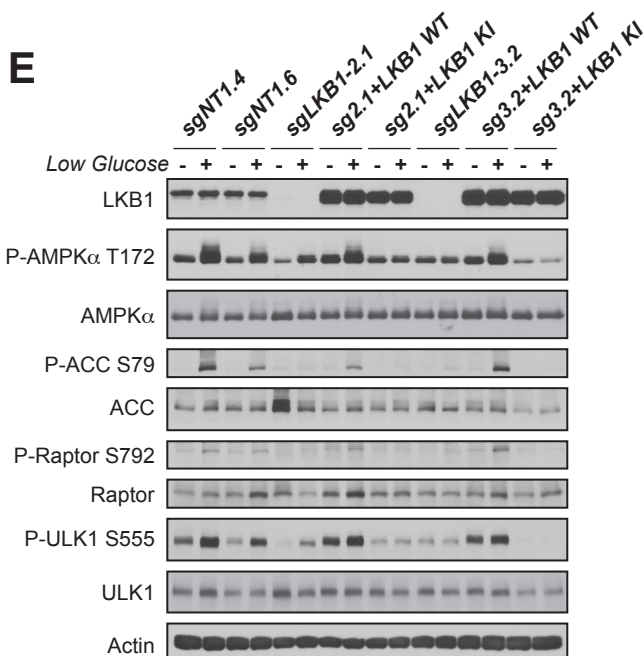 E
sgNT1.4 sgNT1.6 sgLKB1-2.1 sg2.1+LKB1 WT sg2.1+LKB1 KI sgLKB1-3.2 sg3.2+LKB1 WT sg3.2+LKB1 KI
Low Glucose - + - + - + - + - + - + - + - +
LKB1
P-AMPKα T172
AMPKα
P-ACC S79
ACC
P-Raptor S792
Raptor
P-ULK1 S555
ULK1
Actin